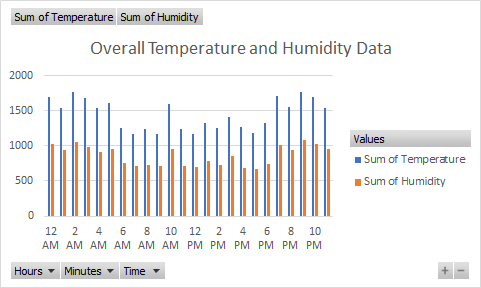 Sum of Temperature Sum of Humidity
Overall Temperature and Humidity Data
2000
1500
1000
500
0
12 2 4 6 8 10 12 2 4 6 8 10
AM AM AM AM AM AM PM PM PM PM PM PM
Values
Sum of Temperature
Sum of Humidity
Hours Minutes Time
+ −